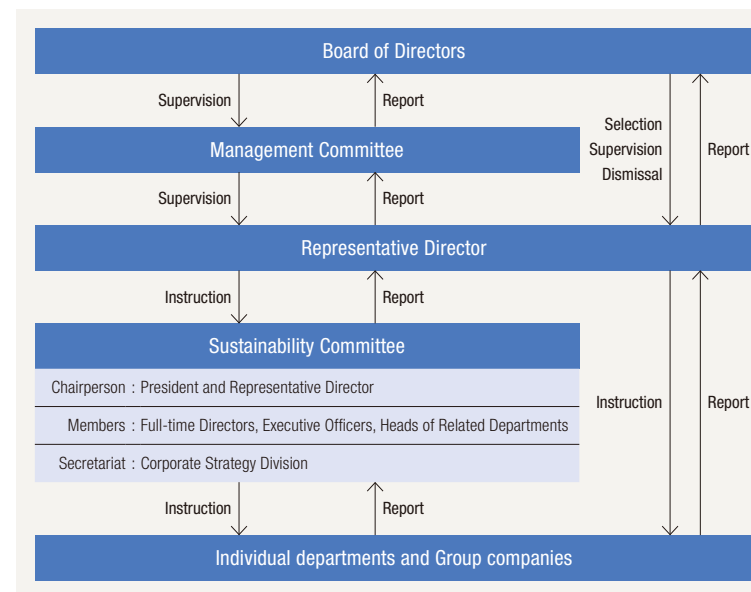 Board of Directors
Supervision
Report
Selection
Supervision
Dismissal
Report
Management Committee
Supervision
Report
Representative Director
Instruction
Report
Sustainability Committee
Chairperson : President and Representative Director
Members : Full-time Directors, Executive Officers, Heads of Related Departments
Secretariat : Corporate Strategy Division
Instruction
Report
Instruction
Report
Individual departments and Group companies